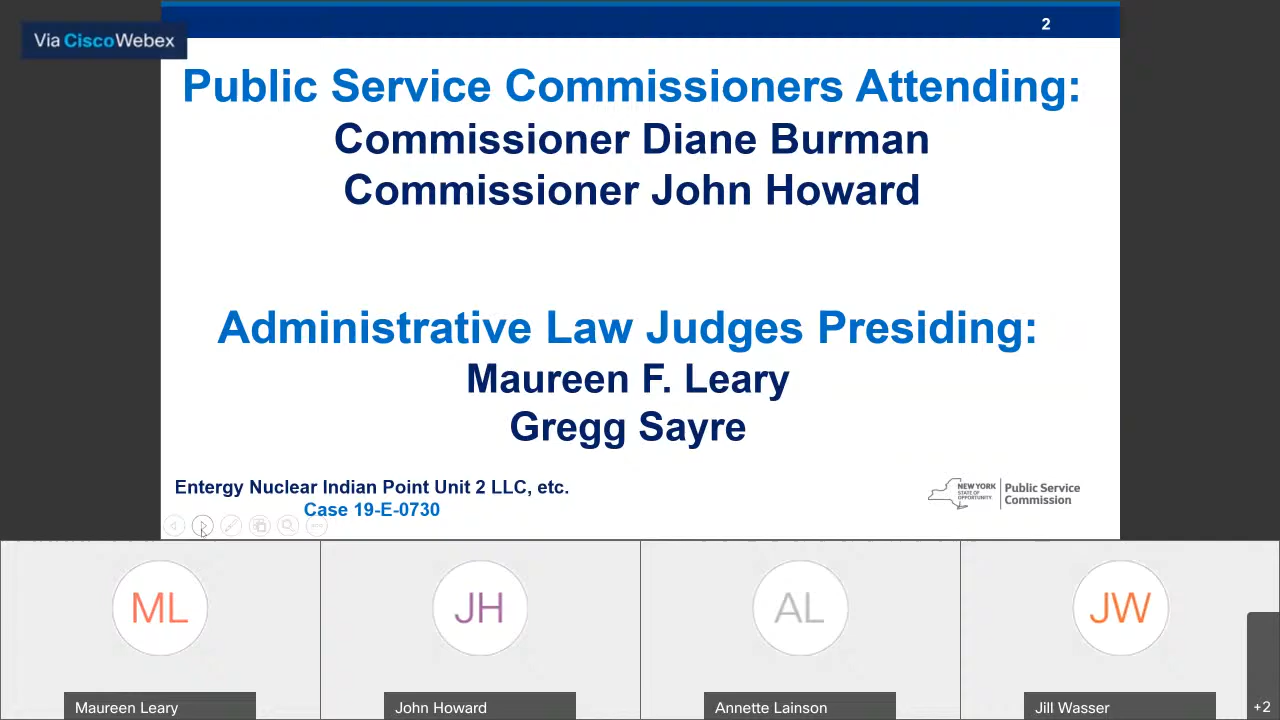 2
Via CiscoWebex
Public Service Commissioners Attending:
Commissioner Diane Burman
Commissioner John Howard
Administrative Law Judges Presiding:
Maureen F. Leary
Gregg Sayre
Entergy Nuclear Indian Point Unit 2 LLC, etc.
Case 19-E-0730
NEW YORK
STATE OF
OPPORTUNITY.
Public Service
Commission
ML
JH
AL
JW
Maureen Leary
John Howard
Annette Lainson
Jill Wasser
+2